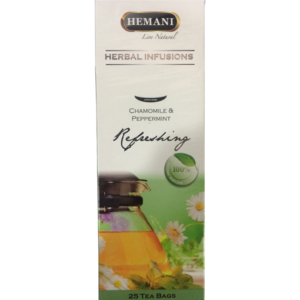 HEMANI
Live Natural
HERBAL INFUSIONS
CHAMOMILE &
PEPPERMINT
Refreshing
100%
25 TEA BAGS